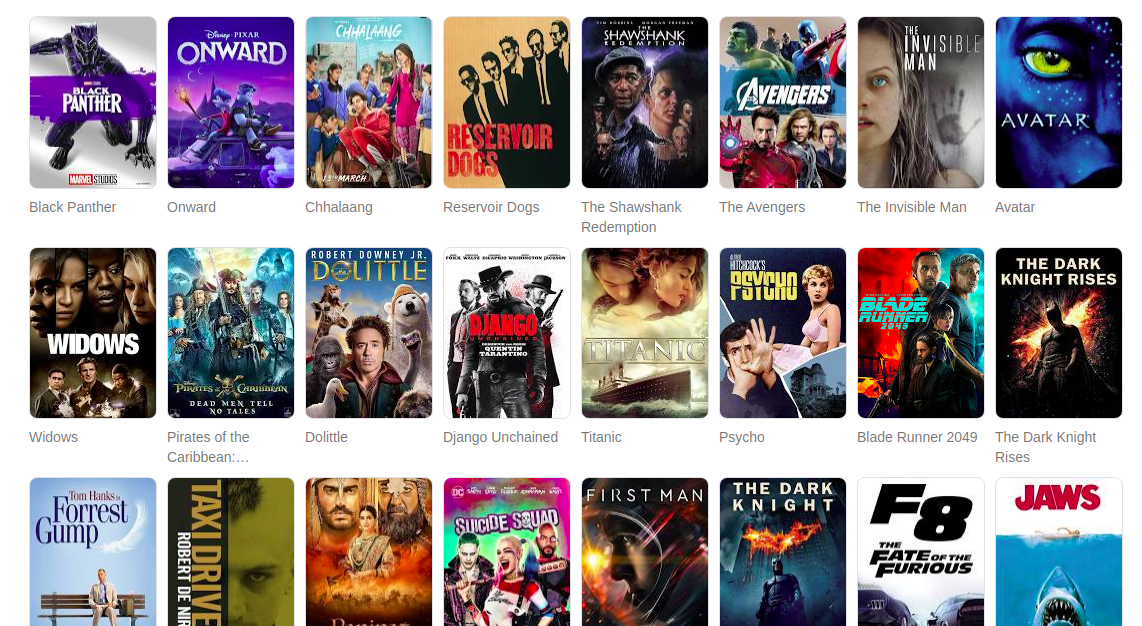 BLACK
PANTHER
MARVEL STUDIOS
Disney · PIXAR
ONWARD
CHHALAANG
13TH MARCH
RESERVOIR
DOGS
TIM ROBBINS MORGAN FREEMAN
THE
SHAWSHANK
REDEMPTION
AVENGERS
THE
INVISIBLE
MAN
AVATAR
Black Panther
Onward
Chhalaang
Reservoir Dogs
The Shawshank
Redemption
The Avengers
The Invisible Man
Avatar
WIDOWS
PIRATES of the CARIBBEAN
DEAD MEN TELL
NO TALES
ROBERT DOWNEY JR.
DOLITTLE
FOXX WALTZ DICAPRIO WASHINGTON JACKSON
DJANGO
UNCHAINED
QUENTIN
TARANTINO
TITANIC
HITCHCOCK'S
PSYCHO
BLADE
RUNNER
2049
THE DARK
KNIGHT RISES
Widows
Pirates of the
Caribbean:...
Dolittle
Django Unchained
Titanic
Psycho
Blade Runner 2049
The Dark Knight
Rises
Tom Hanks is
Forrest
Gump
TAXI DRIVE
ROBERT DE NIR
DC
SUICIDE SQUAD
FIRST MAN
THE DARK
KNIGHT
F8
THE
FATE OF THE
FURIOUS
JAWS